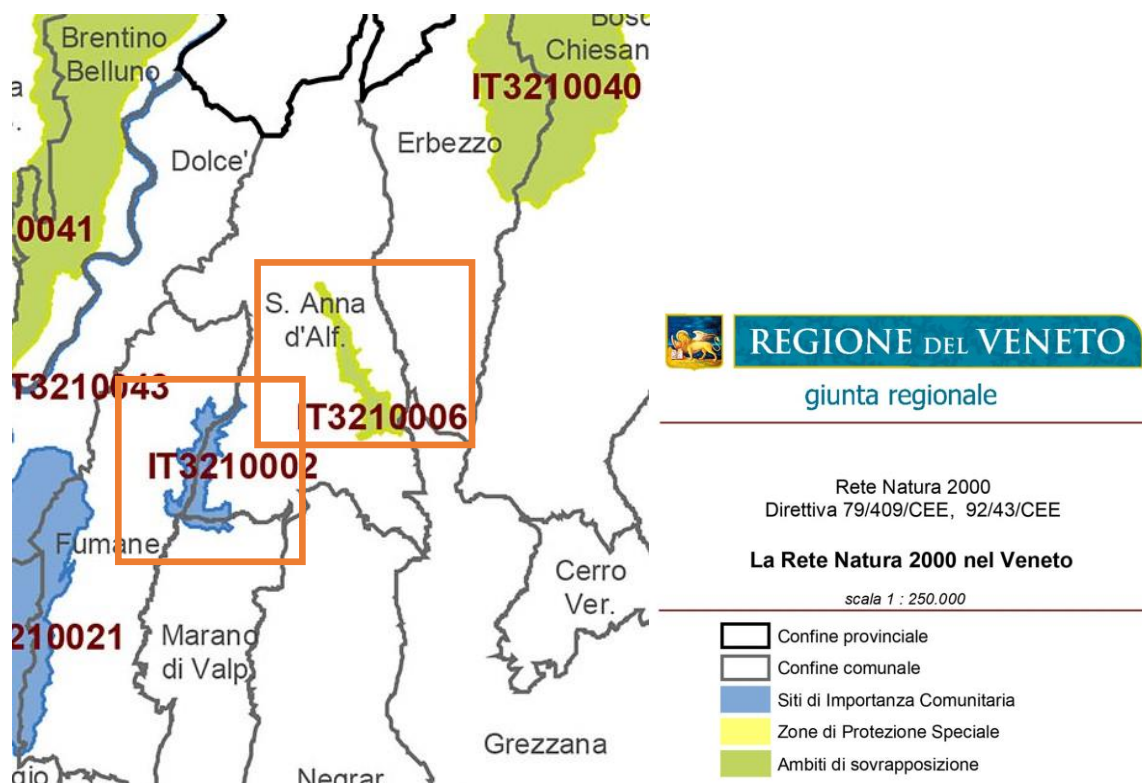 Brentino
Belluno
Bosc
Chiesan
IT3210040
Erbezzo
Dolce'
0041
S. Anna
d'Alf.
T3210043
IT3210006
IT3210002
Fumane
Cerro
Ver.
210021
Marano
di Valp
Grezzana
gio
Negrar
REGIONE DEL VENETO
giunta regionale
Rete Natura 2000
Direttiva 79/409/CEE, 92/43/CEE
La Rete Natura 2000 nel Veneto
scala 1 : 250.000
Confine provinciale
Confine comunale
Siti di Importanza Comunitaria
Zone di Protezione Speciale
Ambiti di sovrapposizione